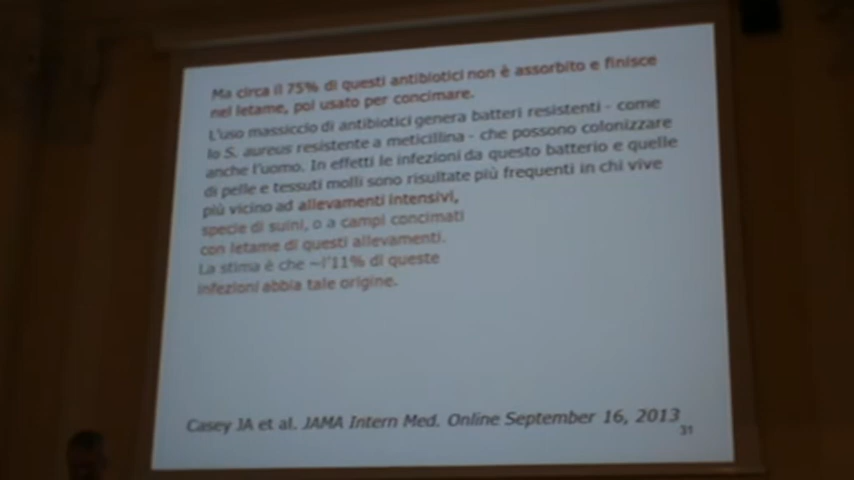 Ma circa il 75% di questi antibiotici non è assorbito e finisce
nel letame, poi usato per concimare.
L'uso massiccio di antibiotici genera batteri resistenti - come
lo S. aureus resistente a meticillina - che possono colonizzare
anche l'uomo. In effetti le infezioni da questo batterio e quelle
di pelle e tessuti molli sono risultate più frequenti in chi vive
più vicino ad allevamenti intensivi,
specie di suini, o a campi concimati
con letame di questi allevamenti.
La stima è che ~l'11% di queste
infezioni abbia tale origine.
Casey JA et al. JAMA Intern Med. Online September 16, 2013
31